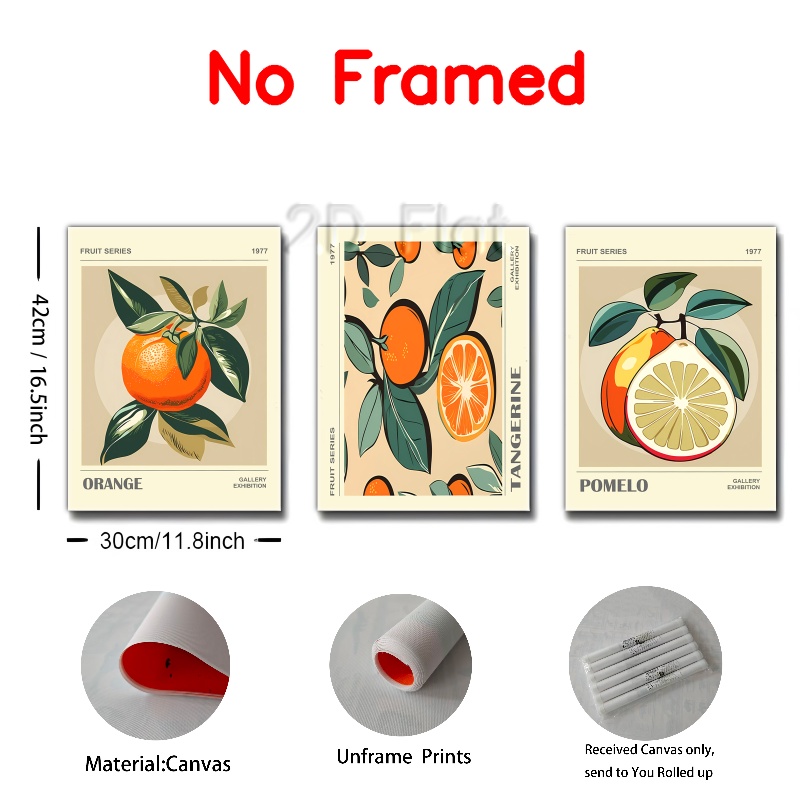 No Framed
2P Flat
FRUIT SERIES 1977
ORANGE
GALLERY
EXHIBITION
1977
GALLERY
EXHIBITION
FRUIT SERIES
TANGERINE
FRUIT SERIES 1977
POMELO
GALLERY
EXHIBITION
42cm / 16.5inch
30cm/11.8inch
Material:Canvas
Unframe Prints
Received Canvas only,
send to You Rolled up